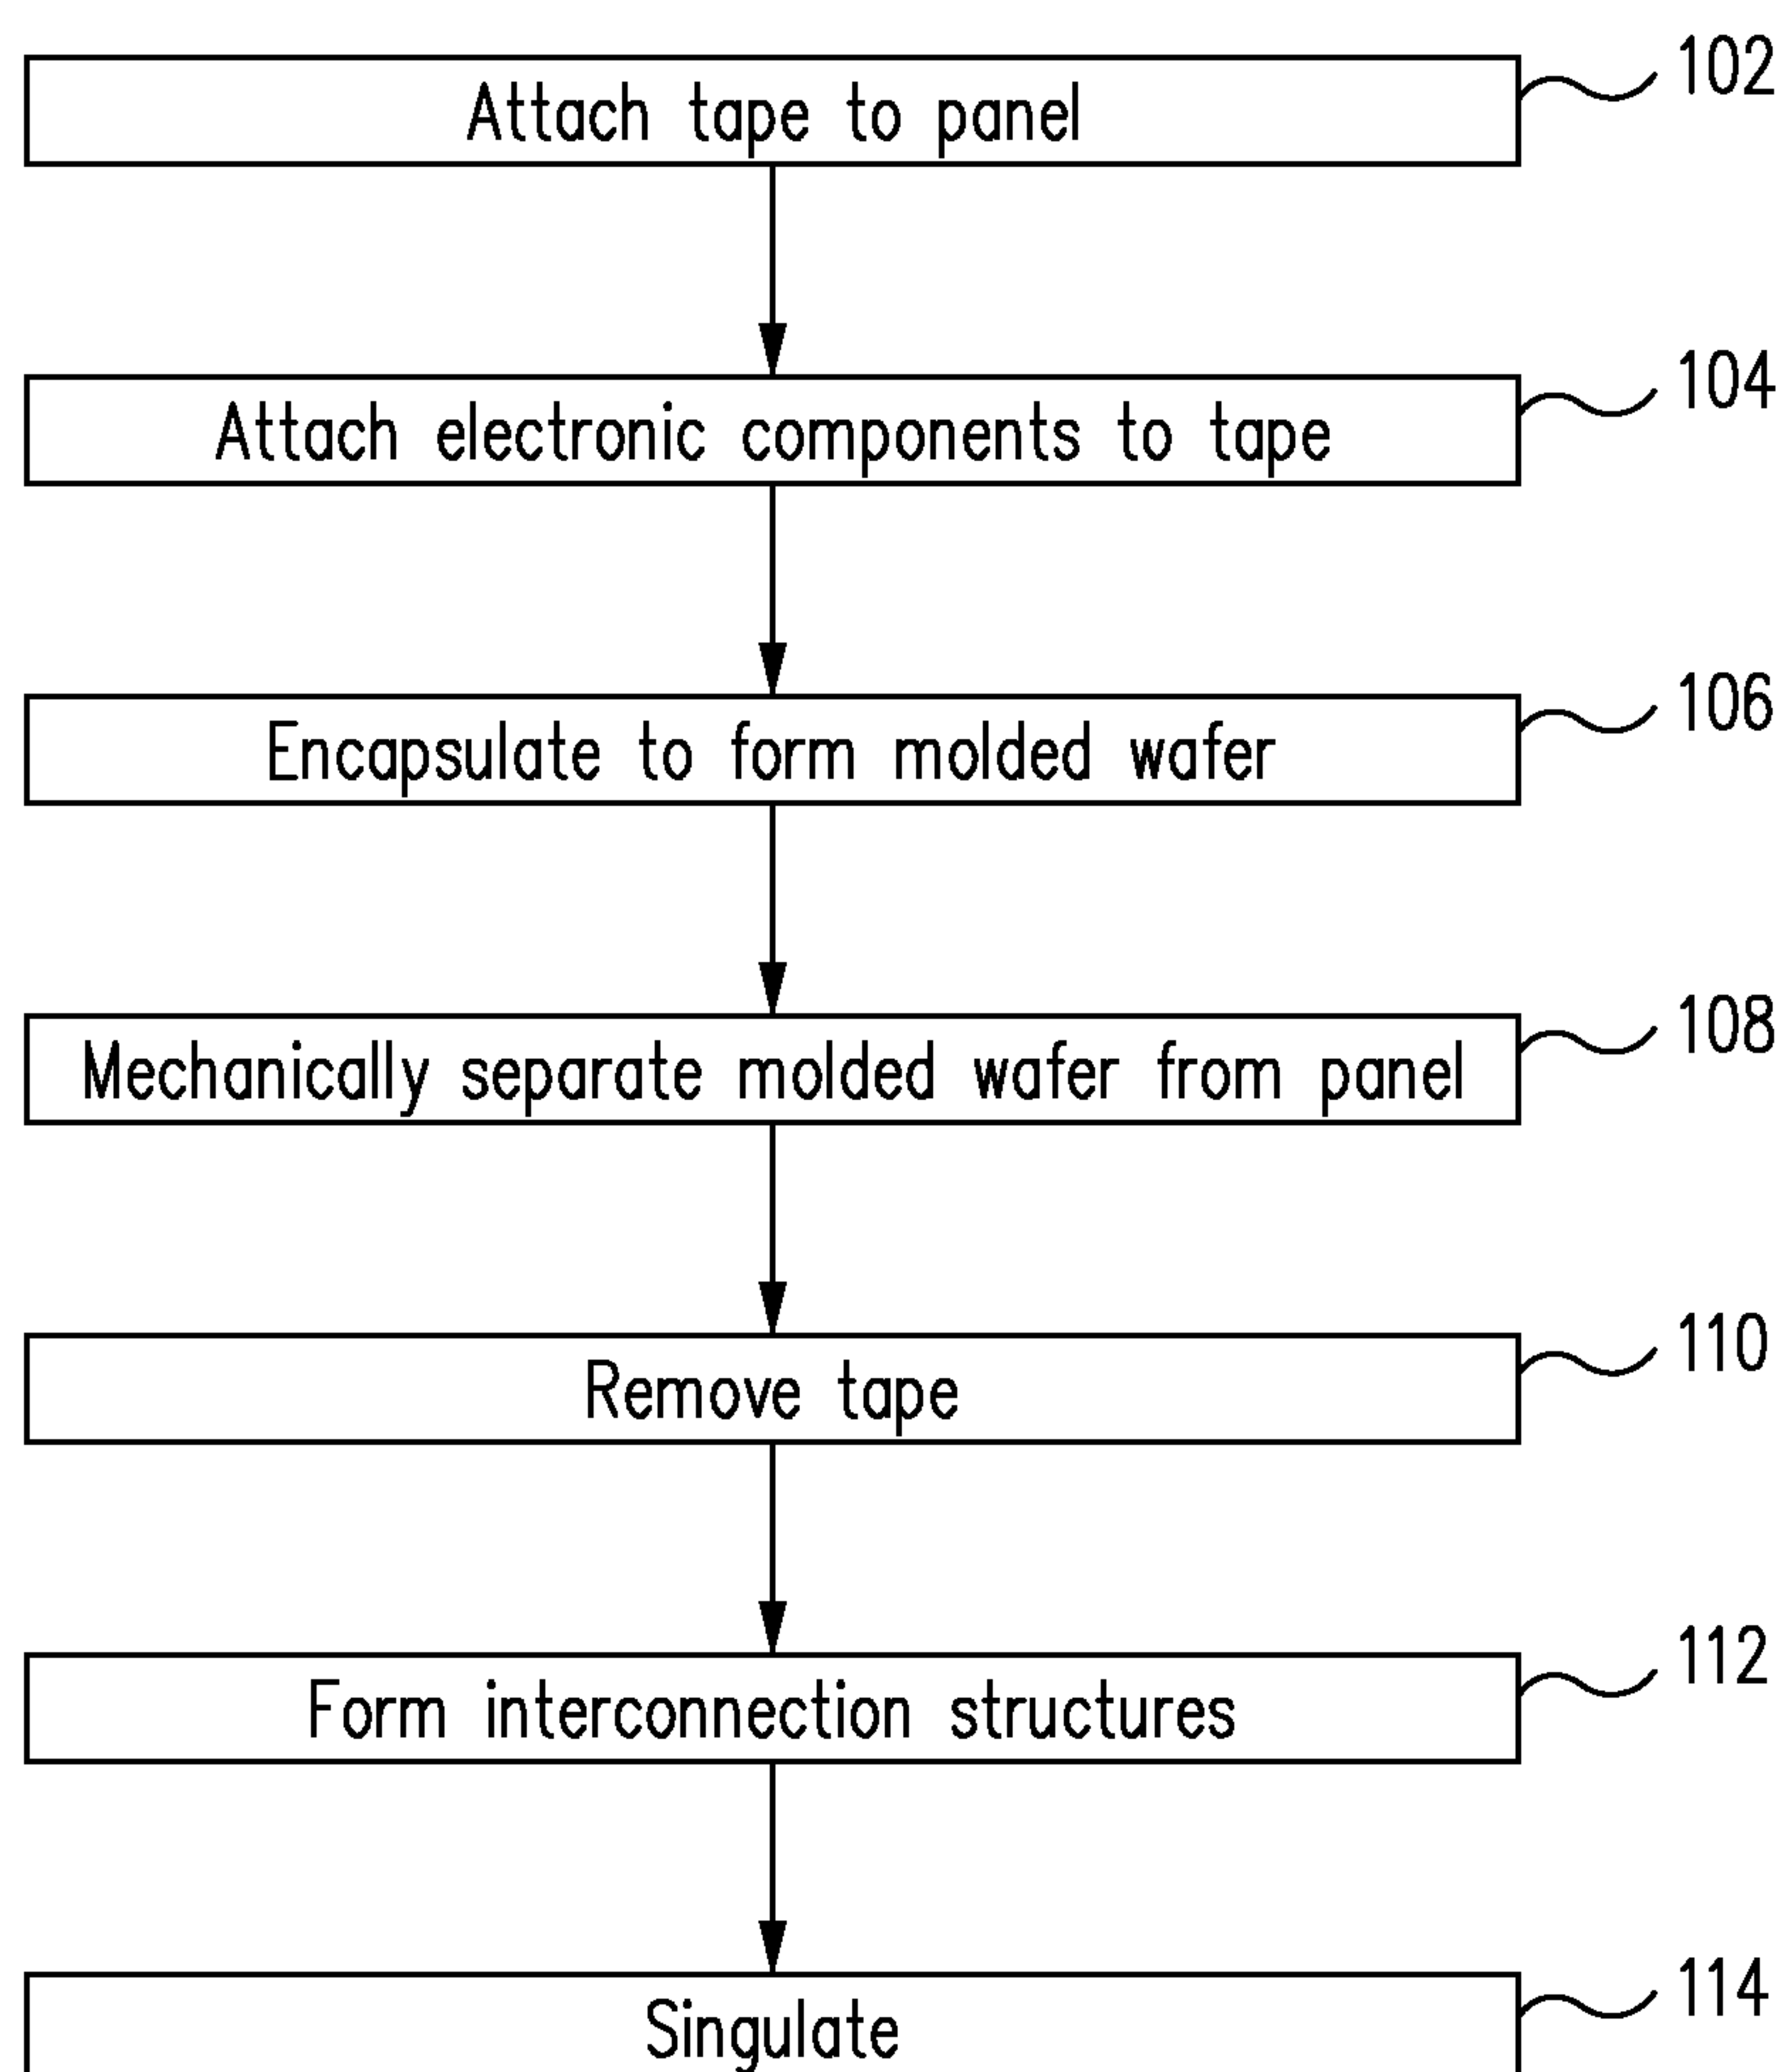 102
Attach tape to panel
104
Attach electronic components to tape
106
Encapsulate to form molded wafer
108
Mechanically separate molded wafer from panel
110
Remove tape
112
Form interconnection structures
114
Singulate